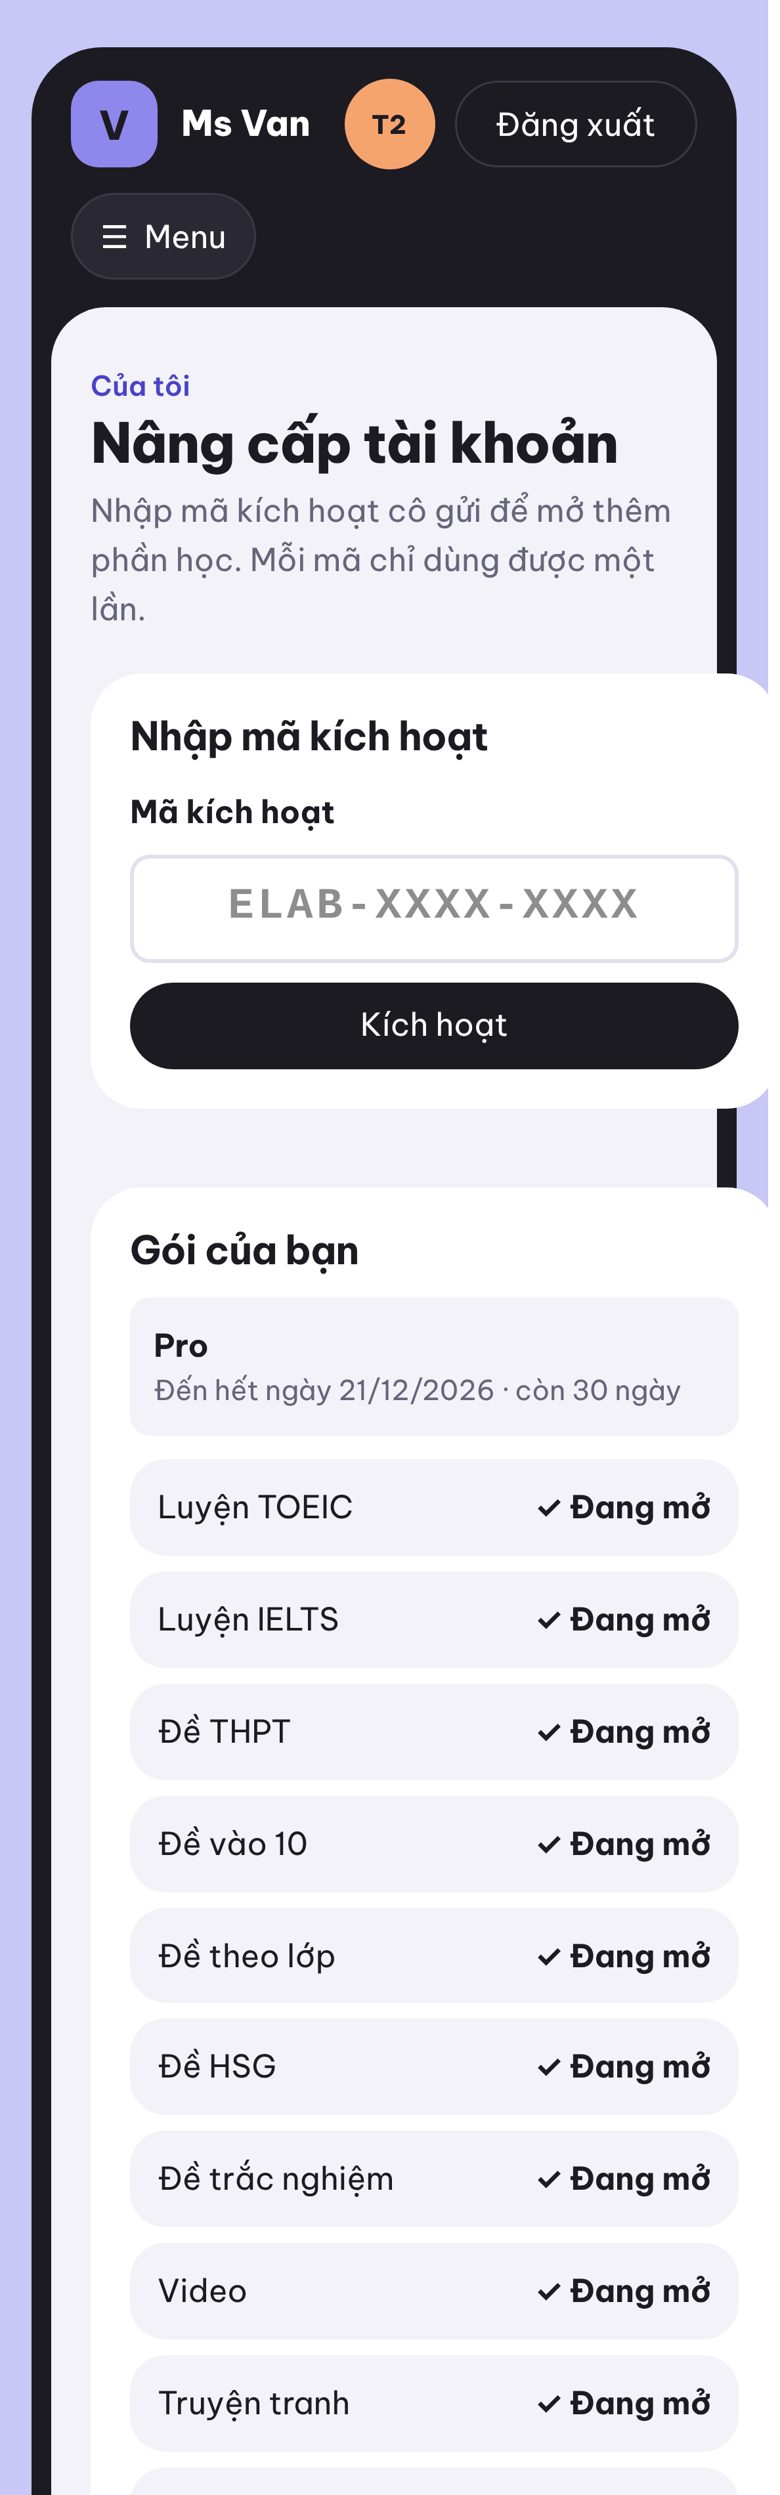 V
Ms Van
T2
Đăng xuất
☰ Menu
Của tôi
Nâng cấp tài khoản
Nhập mã kích hoạt cô gửi để mở thêm
phần học. Mỗi mã chỉ dùng được một
lần.
Nhập mã kích hoạt
Mã kích hoạt
ELAB-XXXX-XXXX
Kích hoạt
Gói của bạn
Pro
Đến hết ngày 21/12/2026 · còn 30 ngày
Luyện TOEIC ✓ Đang mở
Luyện IELTS ✓ Đang mở
Đề THPT ✓ Đang mở
Đề vào 10 ✓ Đang mở
Đề theo lớp ✓ Đang mở
Đề HSG ✓ Đang mở
Đề trắc nghiệm ✓ Đang mở
Video ✓ Đang mở
Truyện tranh ✓ Đang mở